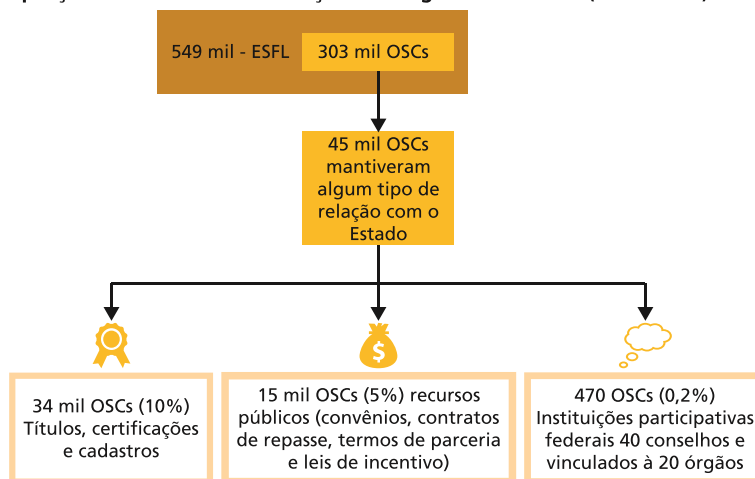 549 mil - ESFL
303 mil OSCs
45 mil OSCs
mantiveram
algum tipo de
relação com o
Estado
$
34 mil OSCs (10%)
Títulos, certificações
e cadastros
15 mil OSCs (5%) recursos
públicos (convênios, contratos
de repasse, termos de parceria
e leis de incentivo)
470 OSCs (0,2%)
Instituições participativas
federais 40 conselhos e
vinculados à 20 órgãos